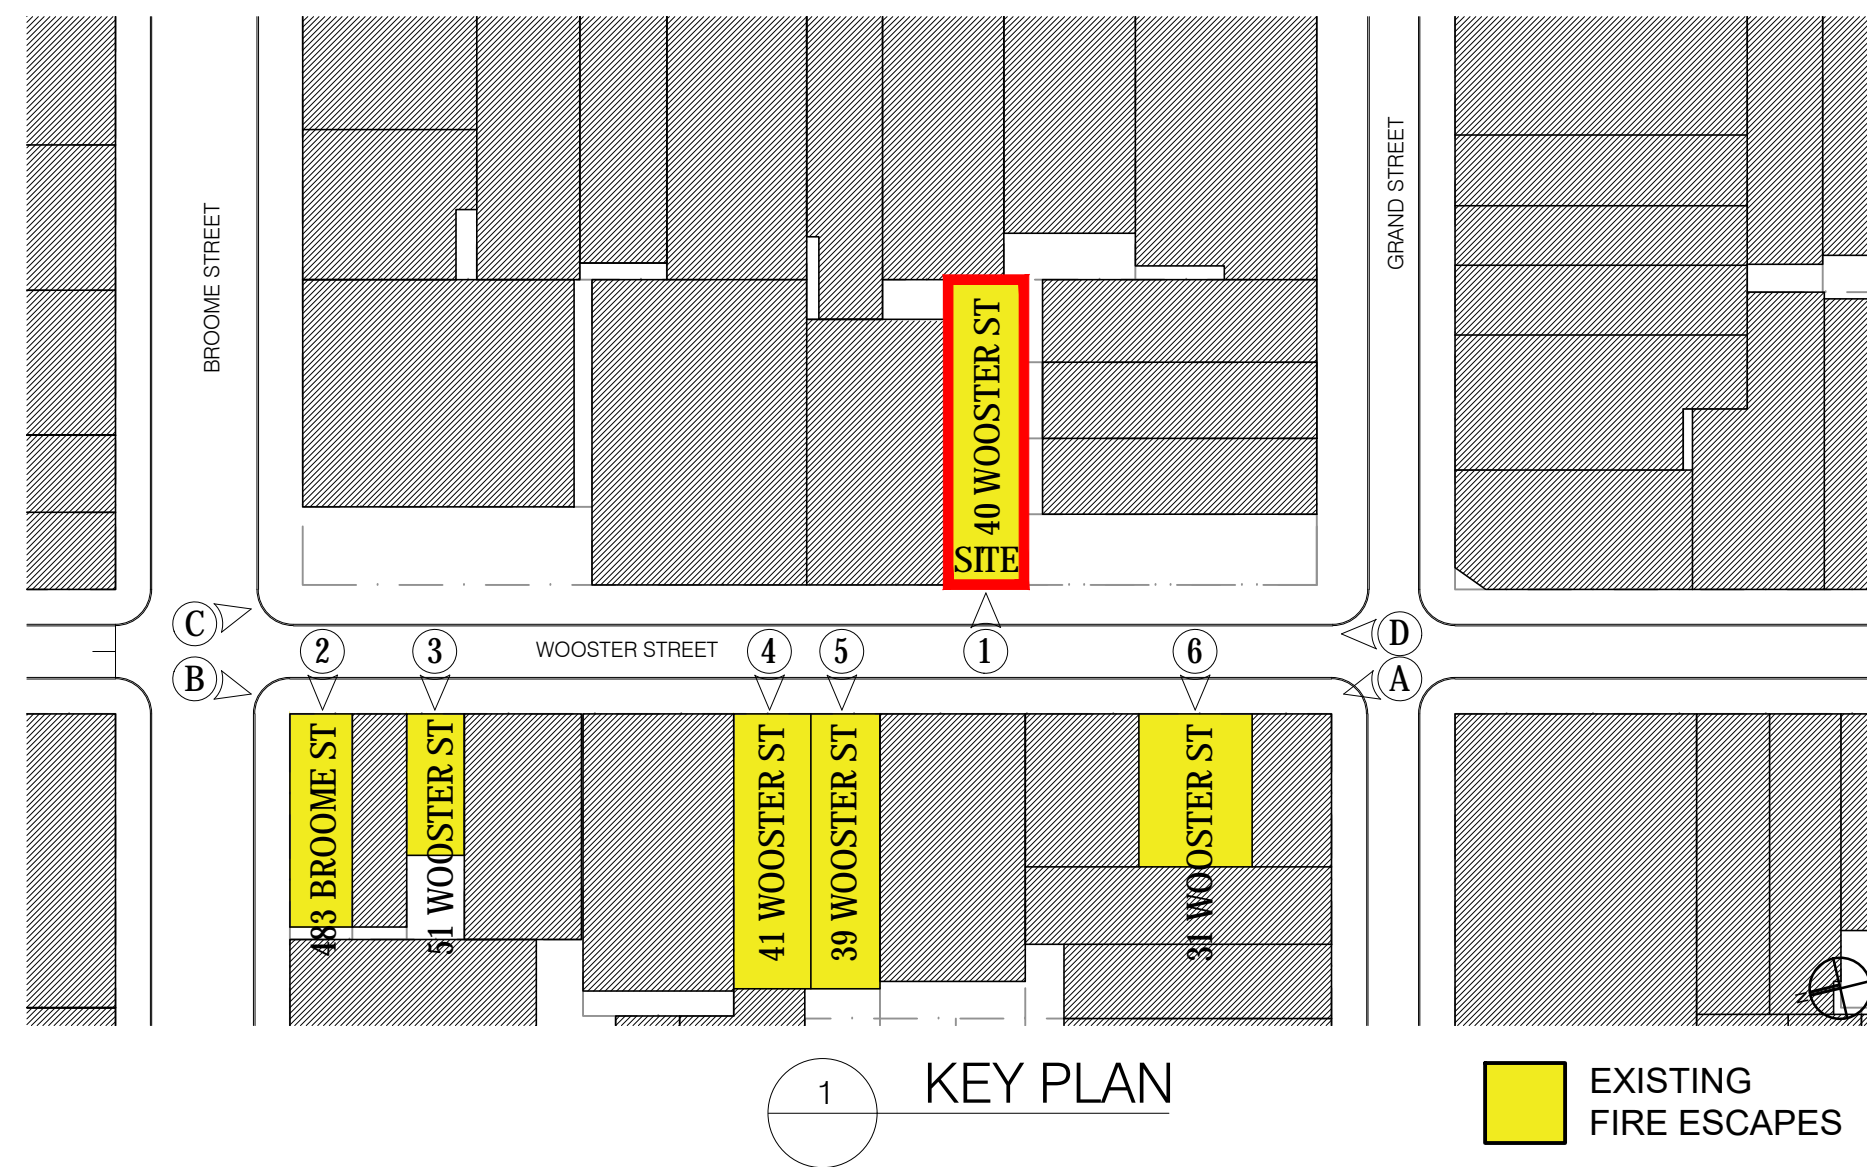 BROOME STREET
GRAND STREET
40 WOOSTER ST
SITE
C
D
2
3
WOOSTER STREET
4
5
1
6
B
A
483 BROOME ST
51 WOOSTER ST
41 WOOSTER ST
39 WOOSTER ST
31 WOOSTER ST
N
1
KEY PLAN
EXISTING
FIRE ESCAPES